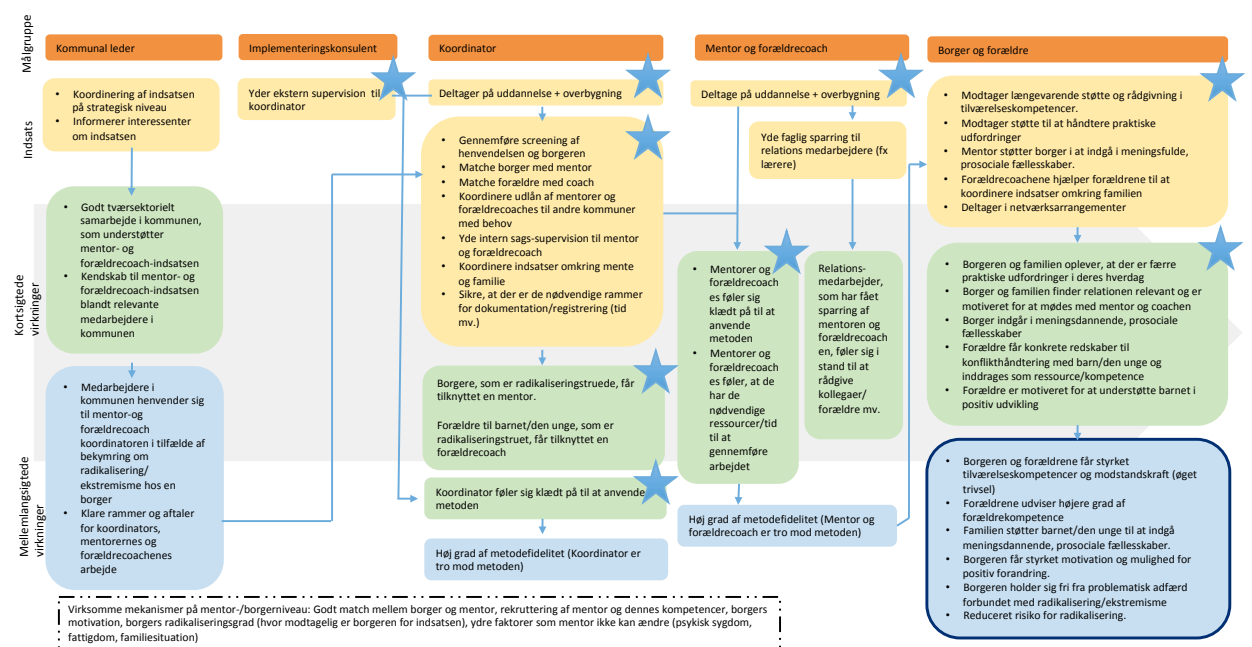 Målgruppe
Kommunal leder
Implementeringskonsulent
Koordinator
Mentor og forældrecoach
Borger og forældre
Indsats
• Koordinering af indsatsen
på strategisk niveau
• Informerer interessenter
om indsatsen
Yder ekstern supervision til
koordinator
Deltager på uddannelse + overbygning
• Gennemføre screening af
henvendelsen og borgeren
• Matche borger med mentor
• Matche forældre med coach
• Koordinere udlån af mentorer og
forældrecoaches til andre kommuner
med behov
• Yde intern sags-supervision til mentor
og forældrecoach
• Koordinere indsatser omkring mente
og familie
• Sikre, at der er de nødvendige rammer
for dokumentation/registrering (tid
mv.)
Deltage på uddannelse + overbygning
Yde faglig sparring til
relations medarbejdere (fx
lærere)
• Modtager længevarende støtte og rådgivning i
tilværelseskompetencer.
• Modtager støtte til at håndtere praktiske
udfordringer
• Mentor støtter borger i at indgå i meningsfulde,
prosociale fællesskaber.
• Forældrecoachene hjælper forældrene til at
koordinere indsatser omkring familien
• Deltager i netværksarrangementer
Kortsigtede
virkninger
• Godt tværsektorielt
samarbejde i kommunen,
som understøtter
mentor- og
forældrecoach-indsatsen
• Kendskab til mentor- og
forældrecoach-indsatsen
blandt relevante
medarbejdere i
kommunen
Borgere, som er radikaliseringstruede, får
tilknyttet en mentor.
Forældre til barnet/den unge, som er
radikaliseringstruet, får tilknyttet en
forældrecoach
Koordinator føler sig klædt på til at anvende
metoden
• Mentorer og
forældrecoach
es føler sig
klædt på til at
anvende
metoden
• Mentorer og
forældrecoach
es føler, at de
har de
nødvendige
ressourcer/tid
til at
gennemføre
arbejdet
Relations-
medarbejder,
som har fået
sparring af
mentoren og
forældrecoach
en, føler sig i
stand til at
rådgive
kollegaer/
forældre mv.
• Borgeren og familien oplever, at der er færre
praktiske udfordringer i deres hverdag
• Borger og familien finder relationen relevant og er
motiveret for at mødes med mentor og coachen
• Borger indgår i meningsdannende, prosociale
fællesskaber
• Forældre får konkrete redskaber til
konflikthåndtering med barn/den unge og
inddrages som ressource/kompetence
• Forældre er motiveret for at understøtte barnet i
positiv udvikling
Mellemlangsigtede
virkninger
• Medarbejdere i
kommunen henvender sig
til mentor-og
forældrecoach
koordinatoren i tilfælde af
bekymring om
radikalisering/
ekstremisme hos en
borger
• Klare rammer og aftaler
for koordinators,
mentorernes og
forældrecoachenes
arbejde
Høj grad af metodefidelitet (Koordinator er
tro mod metoden)
Høj grad af metodefidelitet (Mentor og
forældrecoach er tro mod metoden)
• Borgeren og forældrene får styrket
tilværelseskompetencer og modstandskraft (øget
trivsel)
• Forældrene udviser højere grad af
forældrekompetence
• Familien støtter barnet/den unge til at indgå
meningsdannende, prosociale fællesskaber.
• Borgeren får styrket motivation og mulighed for
positiv forandring.
• Borgeren holder sig fri fra problematisk adfærd
forbundet med radikalisering/ekstremisme
• Reduceret risiko for radikalisering.
Virksomme mekanismer på mentor-/borgerniveau: Godt match mellem borger og mentor, rekruttering af mentor og dennes kompetencer, borgers
motivation, borgers radikaliseringsgrad (hvor modtagelig er borgeren for indsatsen), ydre faktorer som mentor ikke kan ændre (psykisk sygdom,
fattigdom, familiesituation)